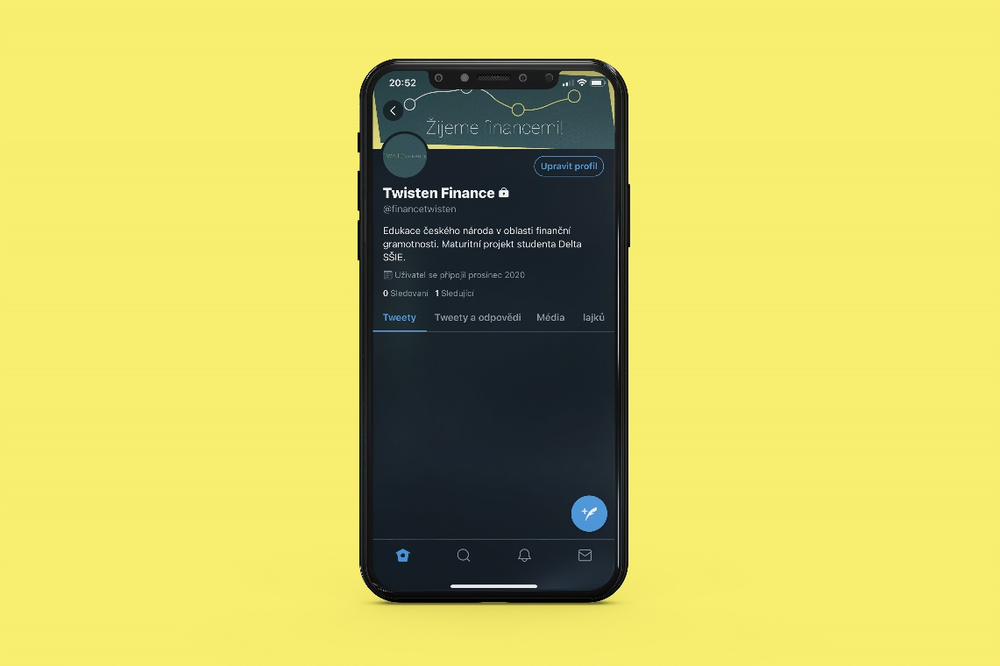 20:52
Žijeme financemi!
Upravit profil
Twisten Finance
@financetwisten
Edukace českého národa v oblasti finanční
gramotnosti. Maturitní projekt studenta Delta
SŠIE.
Uživatel se připojil prosinec 2020
0 Sledovaní 1 Sledující
Tweety Tweety a odpovědi Média lajků